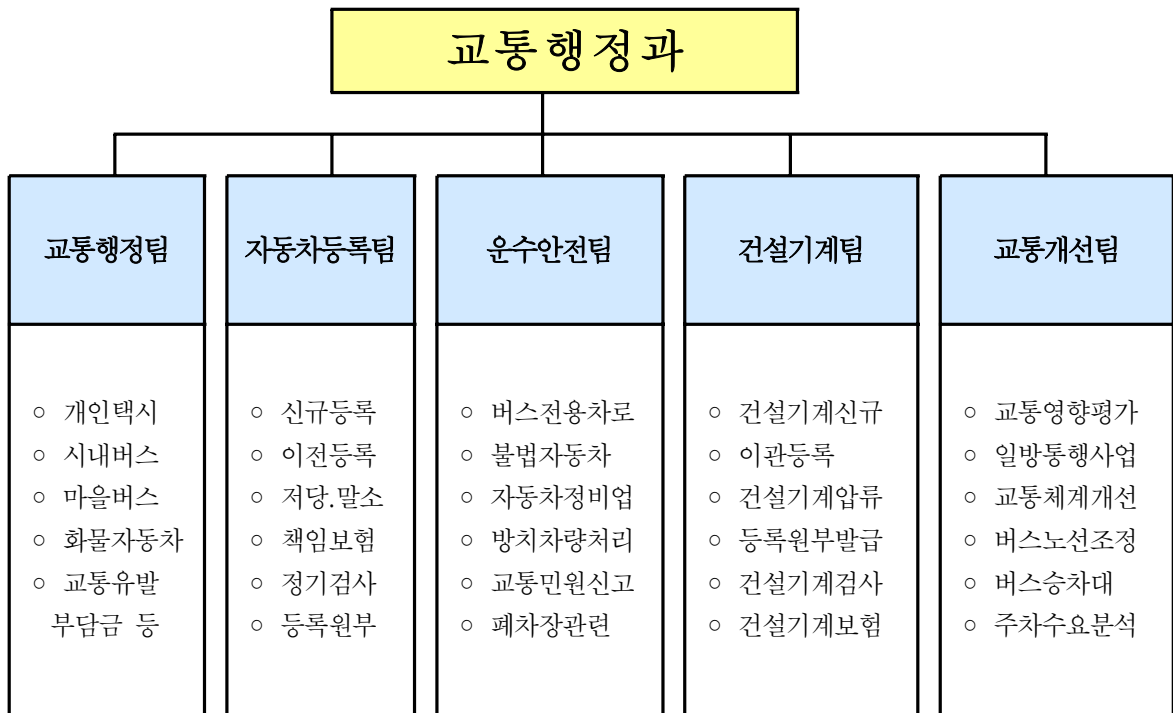 교통행정과
교통행정팀
○ 개인택시
○ 시내버스
○ 마을버스
○ 화물자동차
○ 교통유발
부담금 등
자동차등록팀
○ 신규등록
○ 이전등록
○ 저당.말소
○ 책임보험
○ 정기검사
○ 등록원부
운수안전팀
○ 버스전용차로
○ 불법자동차
○ 자동차정비업
○ 방치차량처리
○ 교통민원신고
○ 폐차장관련
건설기계팀
○ 건설기계신규
○ 이관등록
○ 건설기계압류
○ 등록원부발급
○ 건설기계검사
○ 건설기계보험
교통개선팀
○ 교통영향평가
○ 일방통행사업
○ 교통체계개선
○ 버스노선조정
○ 버스승차대
○ 주차수요분석